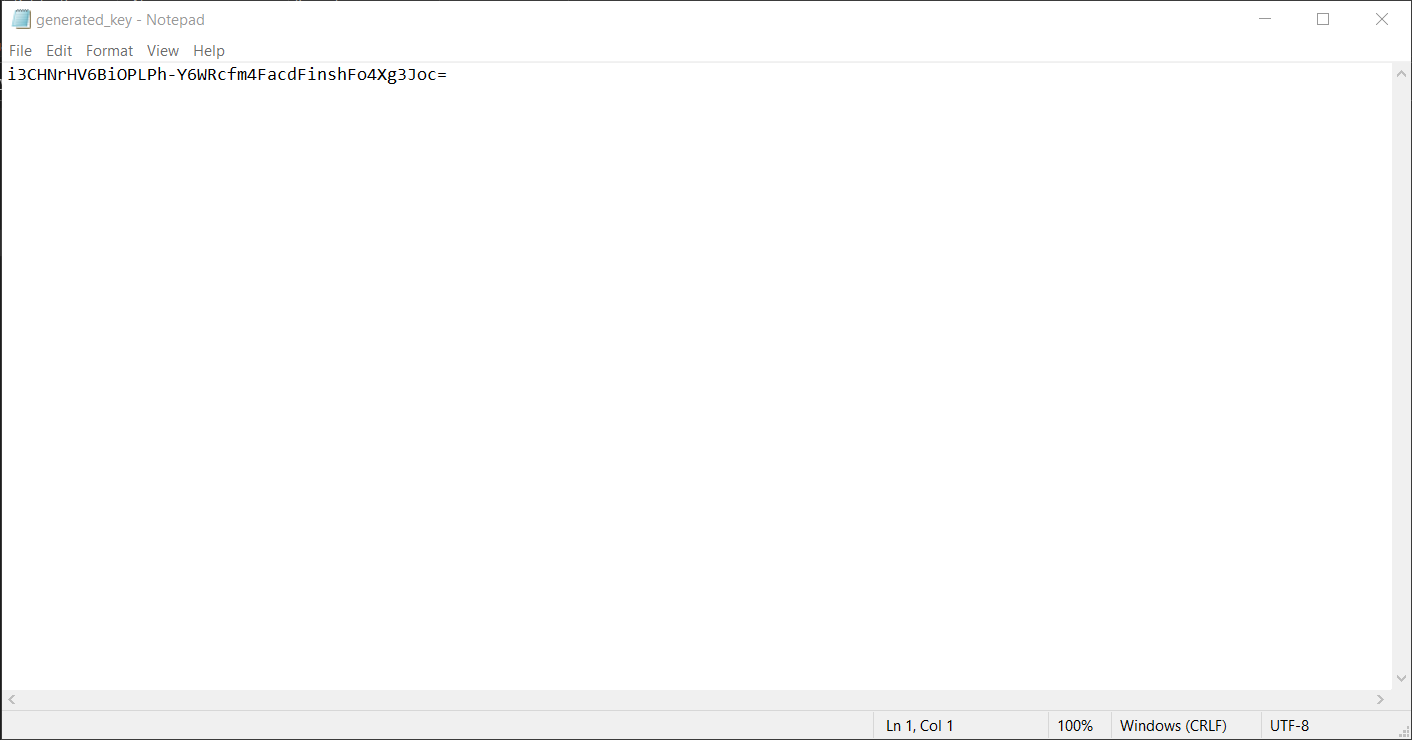 generated_key - Notepad
File Edit Format View Help
i3CHNrHV6BiOPLPh-Y6WRcfm4FacdFinshFo4Xg3Joc=
Ln 1, Col 1 100% Windows (CRLF) UTF-8